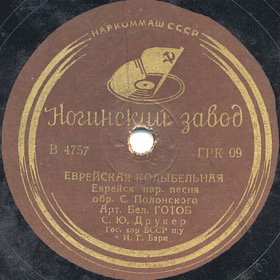 НАРКОММАШ СССР
Ногинский завод
В 4757 ГРК 09
ЕВРЕЙСКАЯ КОЛЫБЕЛЬНАЯ
Еврейск нар. песня
обр. С. Полонского
Арт. Бел. ГОТОБ
С. Ю. Друкер
Гос. хор БССР п/у
И. Г. Бари